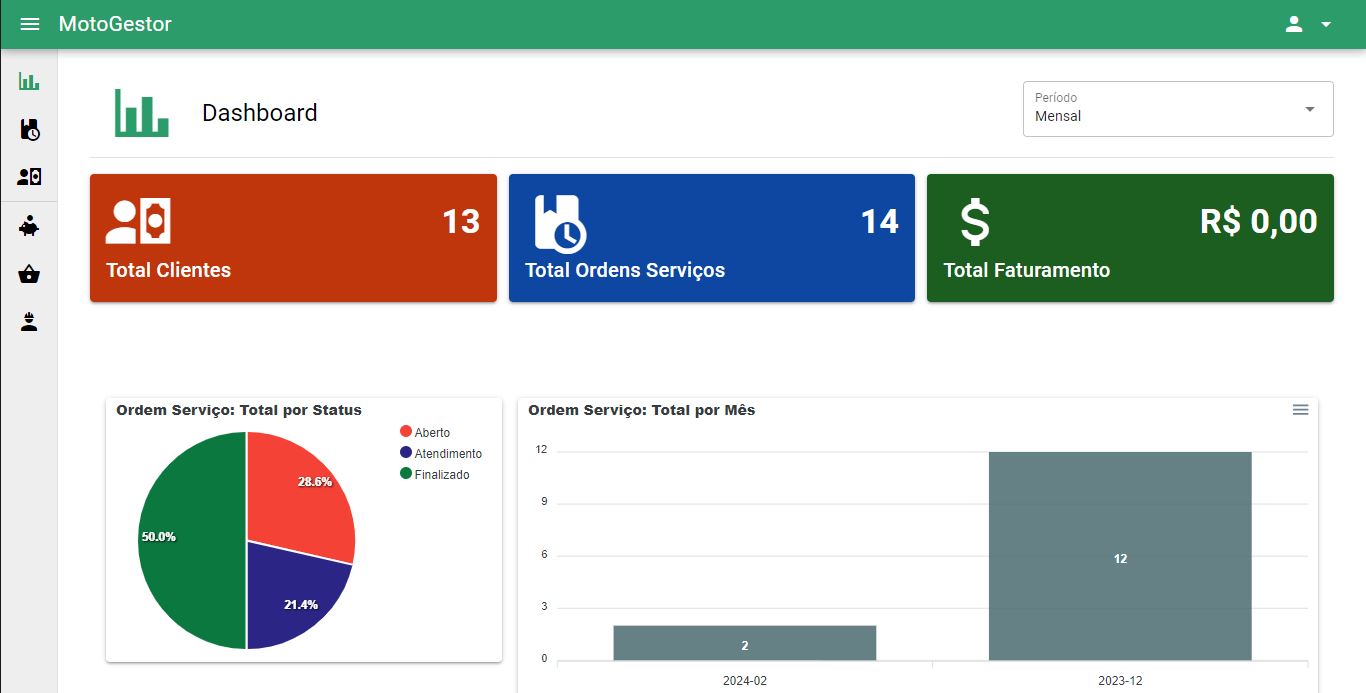 MotoGestor
Dashboard
Período
Mensal
13
Total Clientes
14
Total Ordens Serviços
R$ 0,00
Total Faturamento
Ordem Serviço: Total por Status
Aberto
Atendimento
Finalizado
28.6%
50.0%
21.4%
Ordem Serviço: Total por Mês
12
9
6
3
0
2
12
2024-02
2023-12